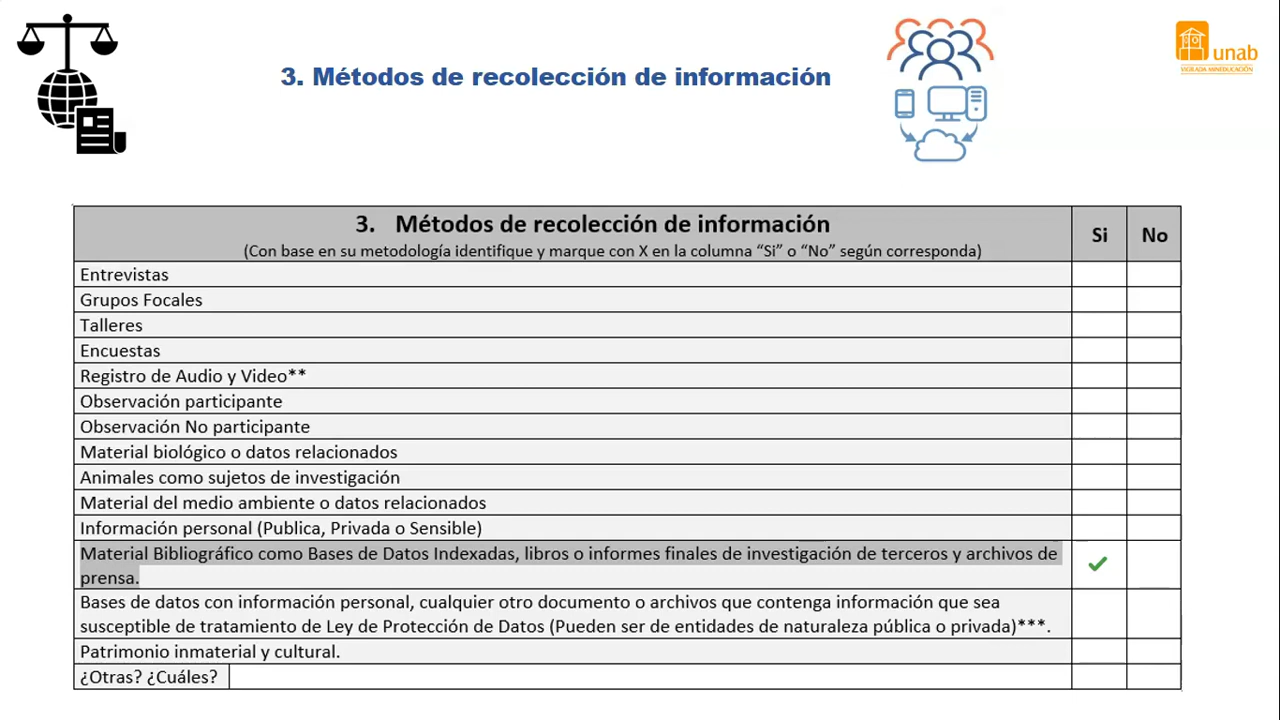 3. Métodos de recolección de información
unab
VIGILADA MINEDUCACIÓN
3. Métodos de recolección de información
(Con base en su metodología identifique y marque con X en la columna “Si” o “No” según corresponda)
Si
No
Entrevistas
Grupos Focales
Talleres
Encuestas
Registro de Audio y Video**
Observación participante
Observación No participante
Material biológico o datos relacionados
Animales como sujetos de investigación
Material del medio ambiente o datos relacionados
Información personal (Publica, Privada o Sensible)
Material Bibliográfico como Bases de Datos Indexadas, libros o informes finales de investigación de terceros y archivos de
prensa.
Bases de datos con información personal, cualquier otro documento o archivos que contenga información que sea
susceptible de tratamiento de Ley de Protección de Datos (Pueden ser de entidades de naturaleza pública o privada)***.
Patrimonio inmaterial y cultural.
¿Otras? ¿Cuáles?